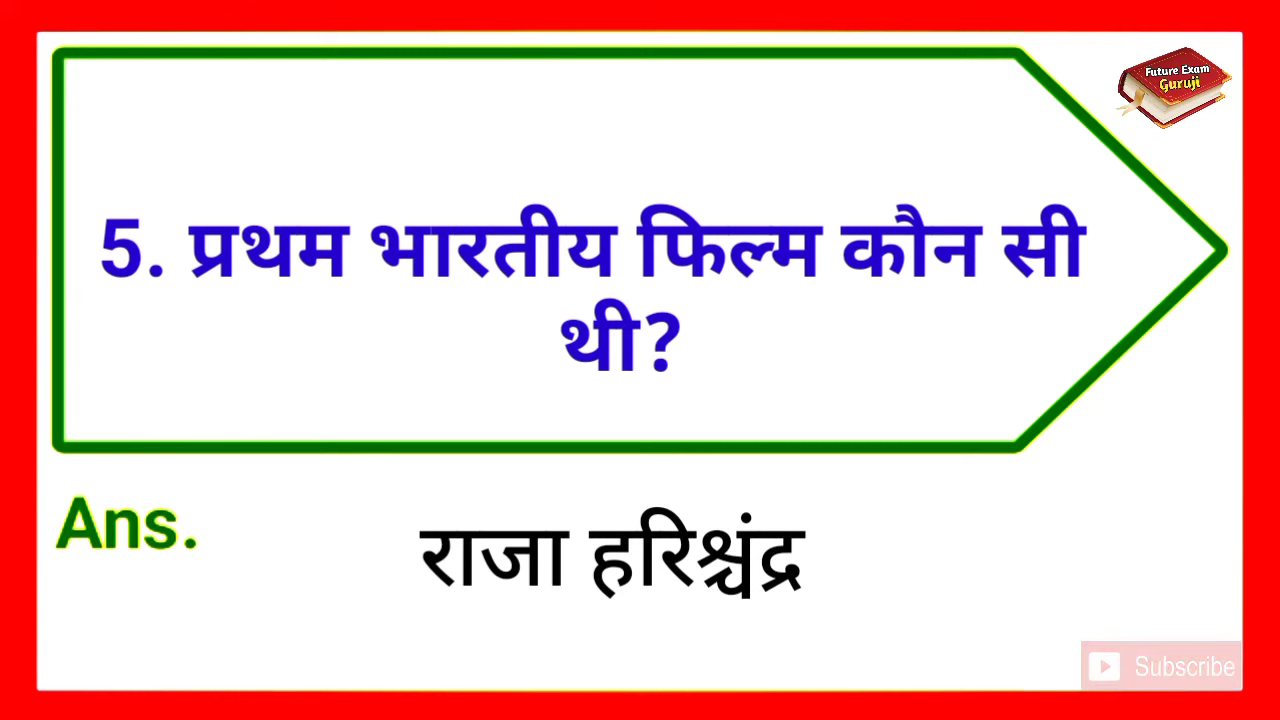 Future Exam
Guruji
5. प्रथम भारतीय फिल्म कौन सी
थी?
Ans.
राजा हरिश्चंद्र
Subscribe